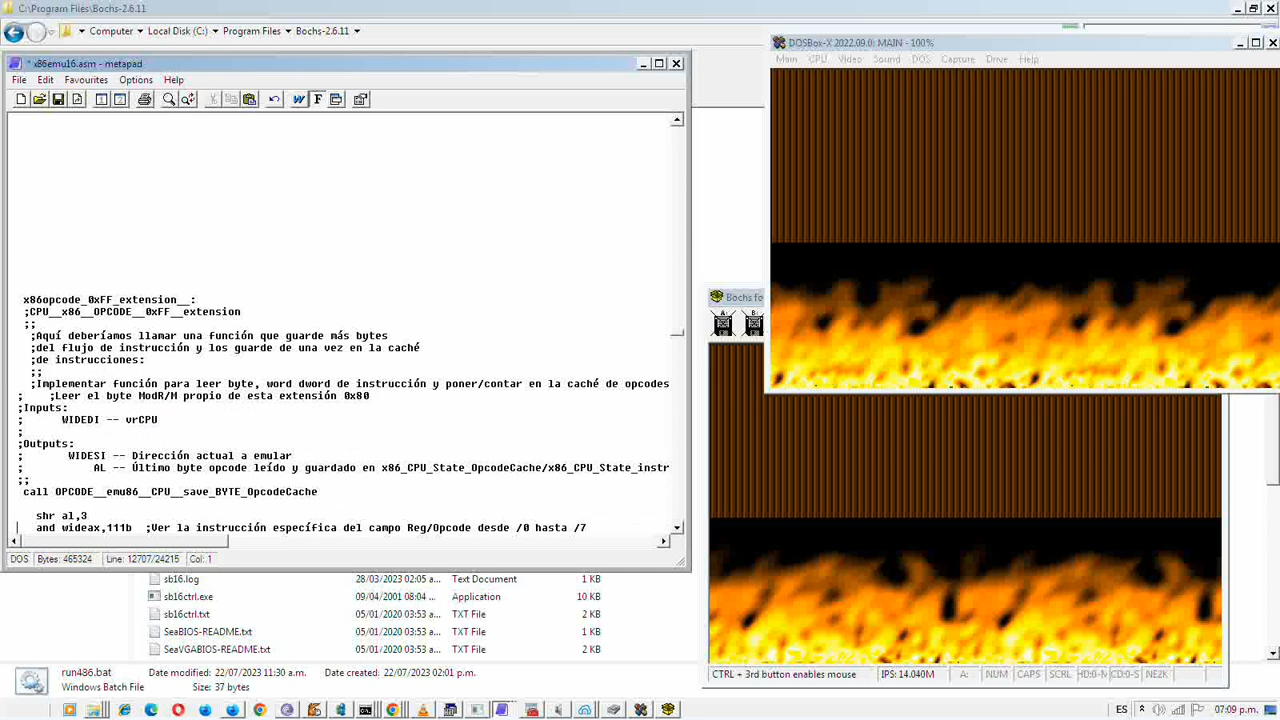 C:\Program Files\Bochs-2.6.11
Computer Local Disk (C:) Program Files Bochs-2.6.11
* x86emu16.asm - metapad
File Edit Favourites Options Help
x86opcode_0xFF_extension__:
;CPU__x86__OPCODE__0xFF__extension
;;
;Aquí deberíamos llamar una función que guarde más bytes
;del flujo de instrucción y los guarde de una vez en la caché
;de instrucciones:
;;
;Implementar función para leer byte, word dword de instrucción y poner/contar en la caché de opcodes
; ;Leer el byte ModR/M propio de esta extensión 0x80
;Inputs:
; WIDEDI -- vrCPU
;
;Outputs:
; WIDESI -- Dirección actual a emular
; AL -- Último byte opcode leído y guardado en x86_CPU_State_OpcodeCache/x86_CPU_State_instr
;;
call OPCODE__emu86__CPU__save_BYTE_OpcodeCache
shr al,3
and wideax,111b ;Ver la instrucción específica del campo Reg/Opcode desde /0 hasta /7
DOS Bytes: 465324 Line: 12707/24215 Col: 1
DOSBox-X 2022.09.0: MAIN - 100%
Main CPU Video Sound DOS Capture Drive Help
Bochs fo
A: B:
CTRL + 3rd button enables mouse IPS: 14.040M A: NUM CAPS SCRL HD:0-M CD:0-S NE2K
sb16.log 28/03/2023 02:05 a... Text Document 1 KB
sb16ctrl.exe 09/04/2001 08:04 ... Application 10 KB
sb16ctrl.txt 05/01/2020 03:53 a... TXT File 2 KB
SeaBIOS-README.txt 05/01/2020 03:53 a... TXT File 1 KB
SeaVGABIOS-README.txt 05/01/2020 03:53 a... TXT File 1 KB
run486.bat Date modified: 22/07/2023 11:30 a.m. Date created: 22/07/2023 02:01 p.m.
Windows Batch File Size: 37 bytes
ES 07:09 p.m.